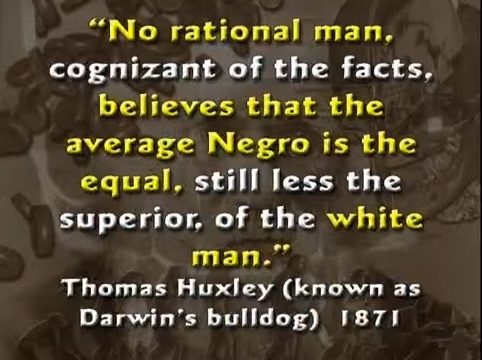 “No rational man,
cognizant of the facts,
believes that the
average Negro is the
equal, still less the
superior, of the white
man.”
Thomas Huxley (known as
Darwin's bulldog) 1871